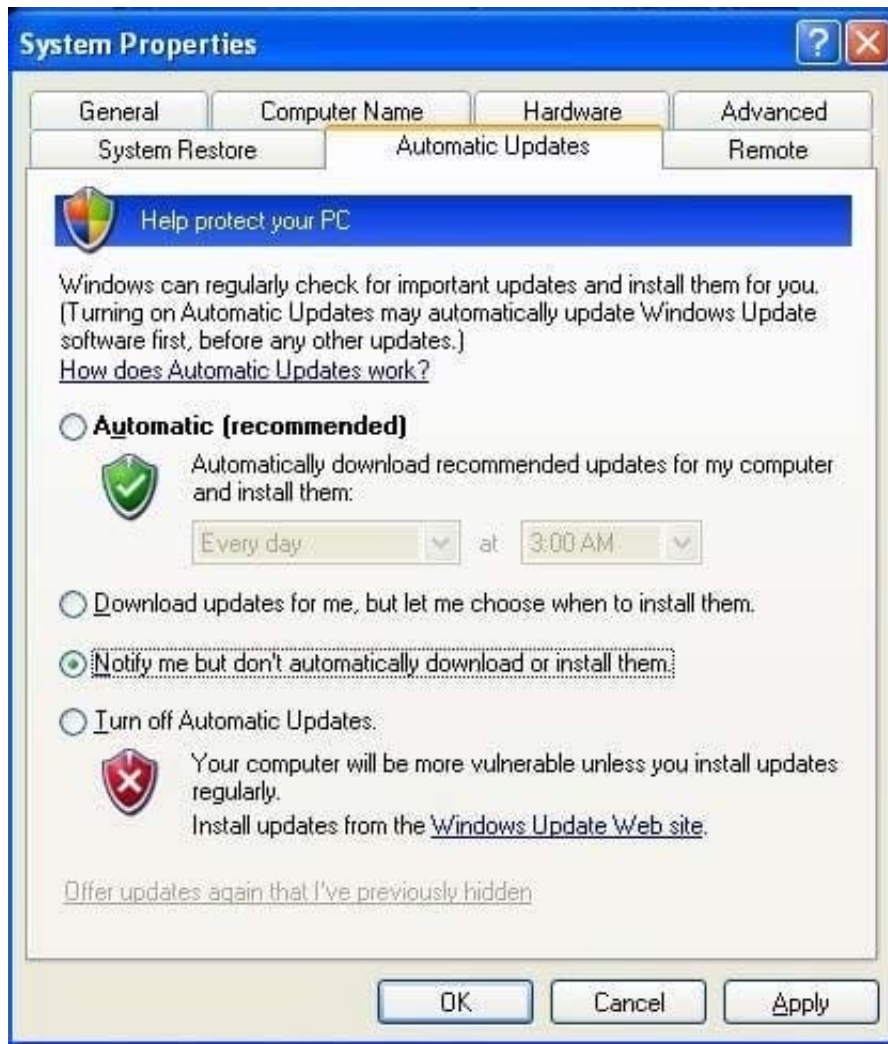 System Properties
General Computer Name Hardware Advanced
System Restore Automatic Updates Remote
Help protect your PC
Windows can regularly check for important updates and install them for you.
(Turning on Automatic Updates may automatically update Windows Update
software first, before any other updates.)
How does Automatic Updates work?
Automatic (recommended)
Automatically download recommended updates for my computer
and install them:
Every day at 3:00 AM
Download updates for me, but let me choose when to install them.
Notify me but don't automatically download or install them.
Turn off Automatic Updates.
Your computer will be more vulnerable unless you install updates
regularly.
Install updates from the Windows Update Web site.
Offer updates again that I've previously hidden
OK Cancel Apply